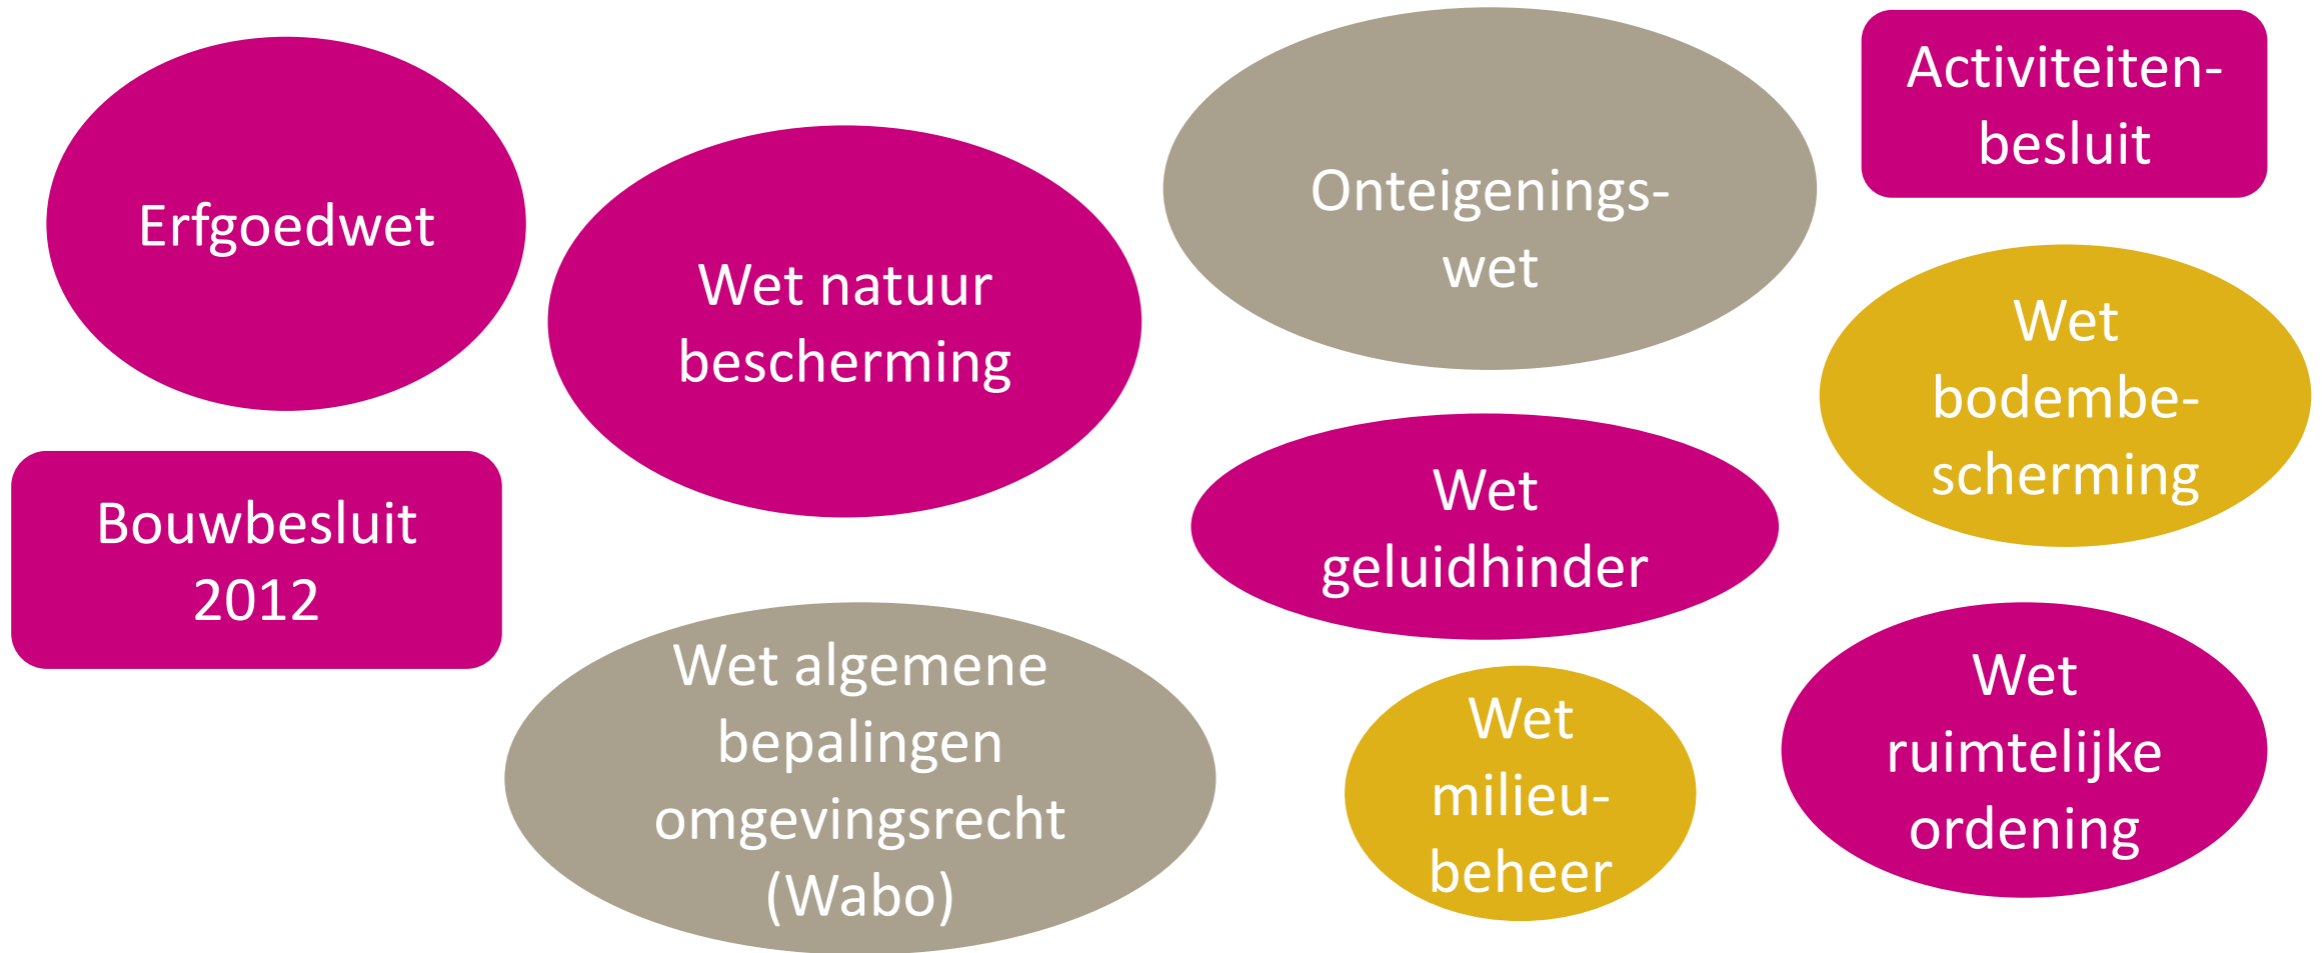 Erfgoedwet
Wet natuur
bescherming
Onteigenings-
wet
Activiteiten-
besluit
Wet
bodembe-
scherming
Bouwbesluit
2012
Wet
geluidhinder
Wet algemene
bepalingen
omgevingsrecht
(Wabo)
Wet
milieu-
beheer
Wet
ruimtelijke
ordening